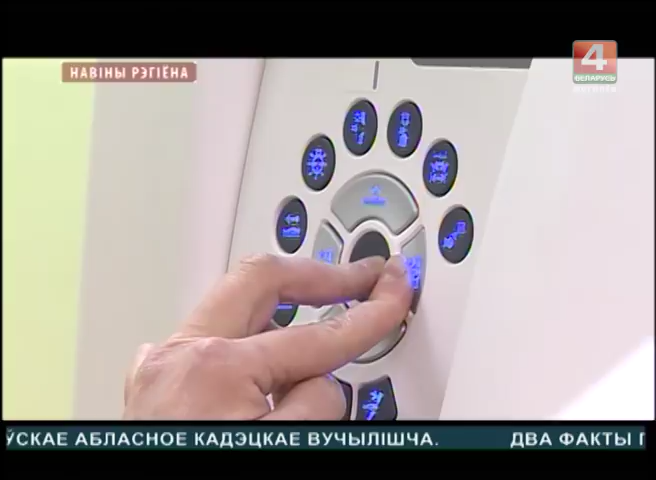 НАВІНЫ РЭГІЁНА
4
БЕЛАРУСЬ
ЎСКАЕ АБЛАСНОЕ КАДЭЦКАЕ ВУЧЫЛІШЧА. ДВА ФАКТЫ